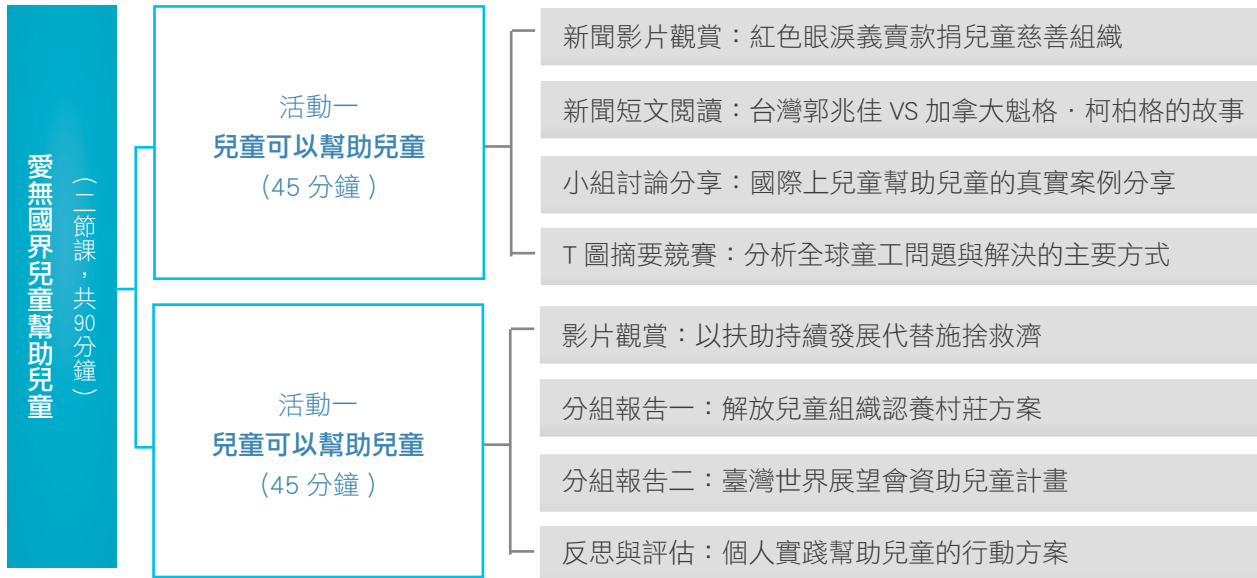 愛無國界兒童幫助兒童
（二節課，共90分鐘）
活動一
兒童可以幫助兒童
（45 分鐘）
新聞影片觀賞：紅色眼淚義賣款捐兒童慈善組織
新聞短文閱讀：台灣郭兆佳 VS 加拿大魁格．柯柏格的故事
小組討論分享：國際上兒童幫助兒童的真實案例分享
T 圖摘要競賽：分析全球童工問題與解決的主要方式
活動一
兒童可以幫助兒童
（45 分鐘）
影片觀賞：以扶助持續發展代替施捨救濟
分組報告一：解放兒童組織認養村莊方案
分組報告二：臺灣世界展望會資助兒童計畫
反思與評估：個人實踐幫助兒童的行動方案